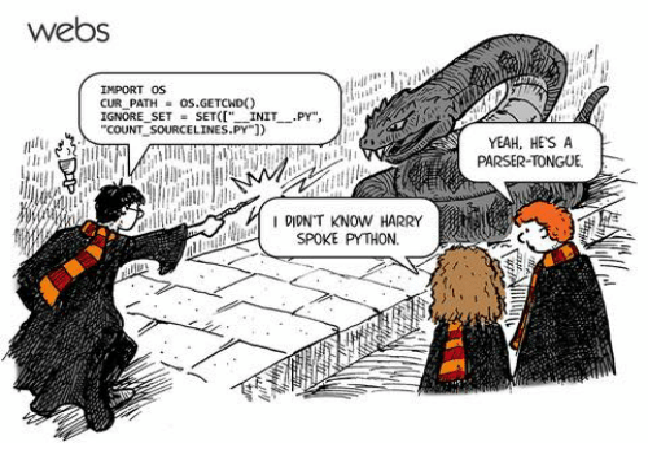 webs
IMPORT OS
CUR_PATH = OS.GETCWD()
IGNORE_SET = SET(["__INIT__.PY",
"COUNT_SOURCELINES.PY"])
YEAH, HE'S A
PARSER-TONGUE.
I DIDN'T KNOW HARRY
SPOKE PYTHON.